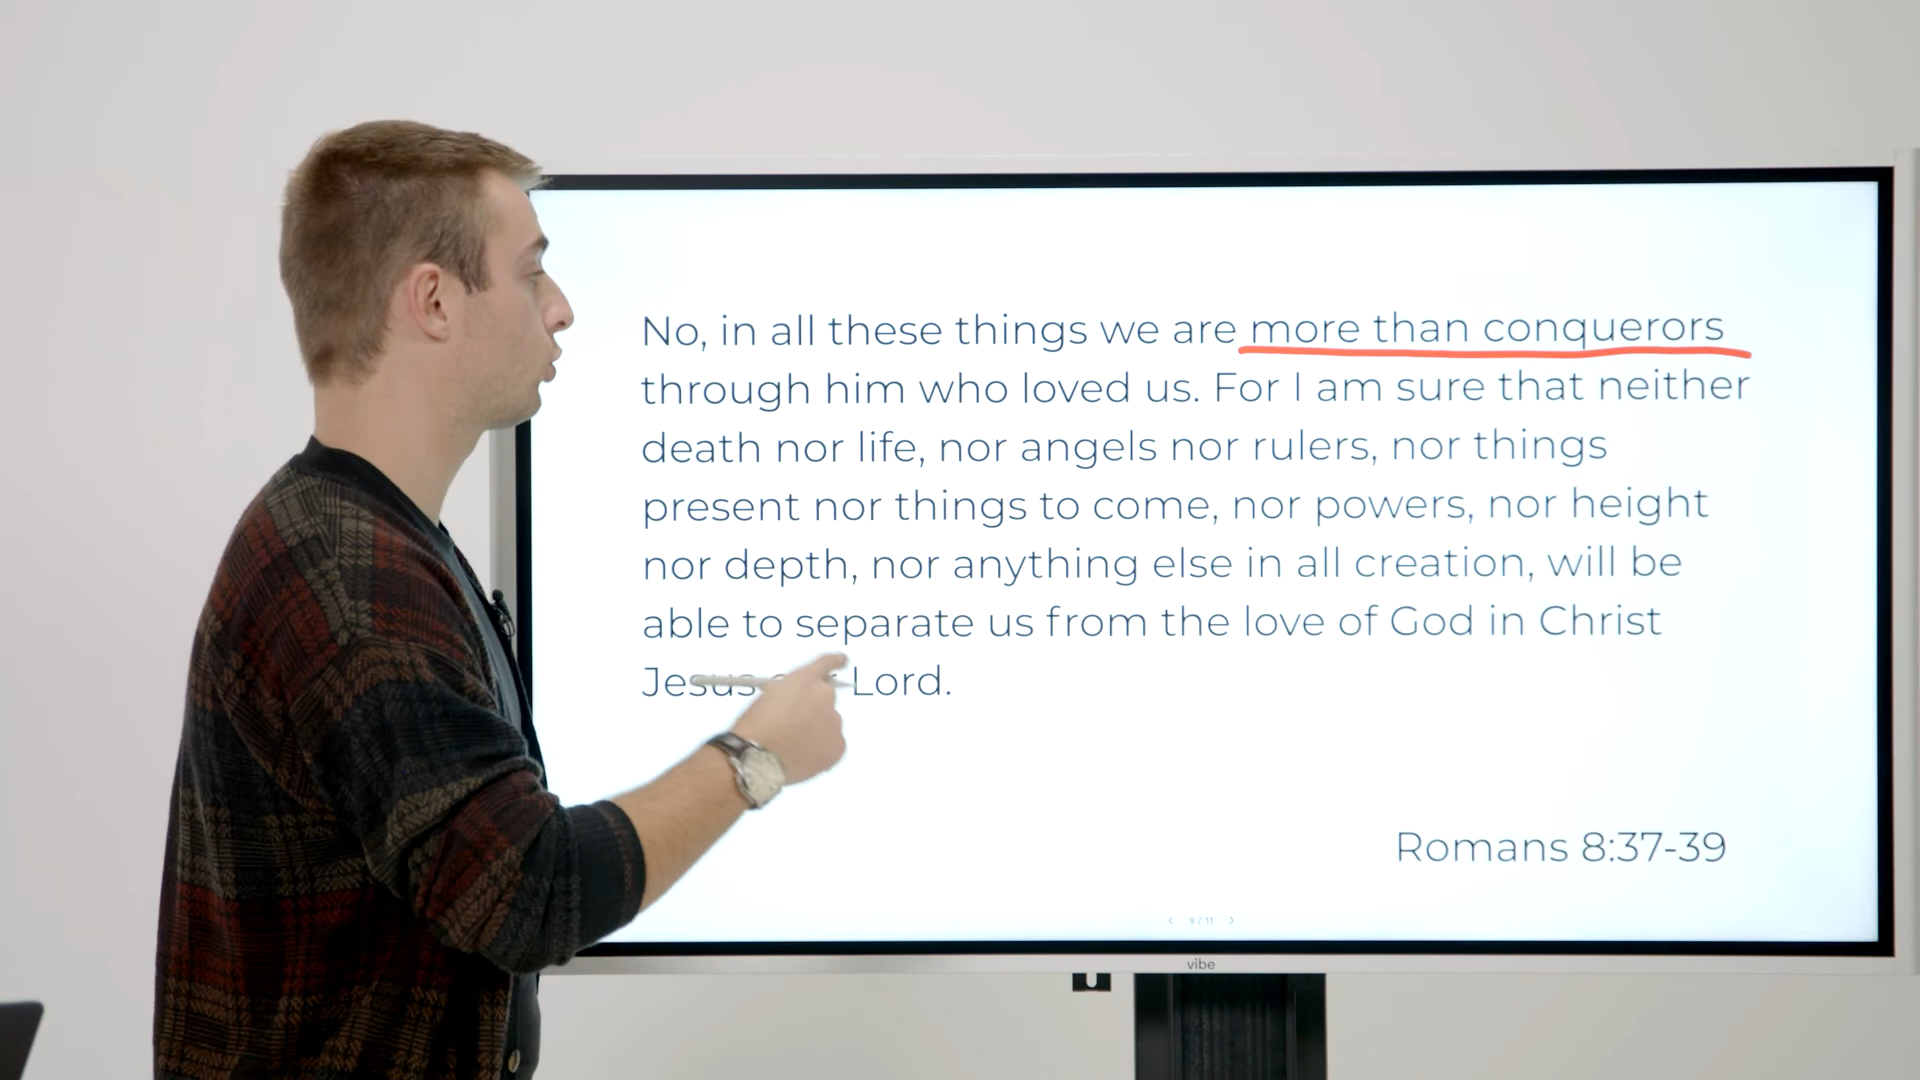 No, in all these things we are more than conquerors
through him who loved us. For I am sure that neither
death nor life, nor angels nor rulers, nor things
present nor things to come, nor powers, nor height
nor depth, nor anything else in all creation, will be
able to separate us from the love of God in Christ
Jesus Lord.
Romans 8:37-39
9 / 11
vibe